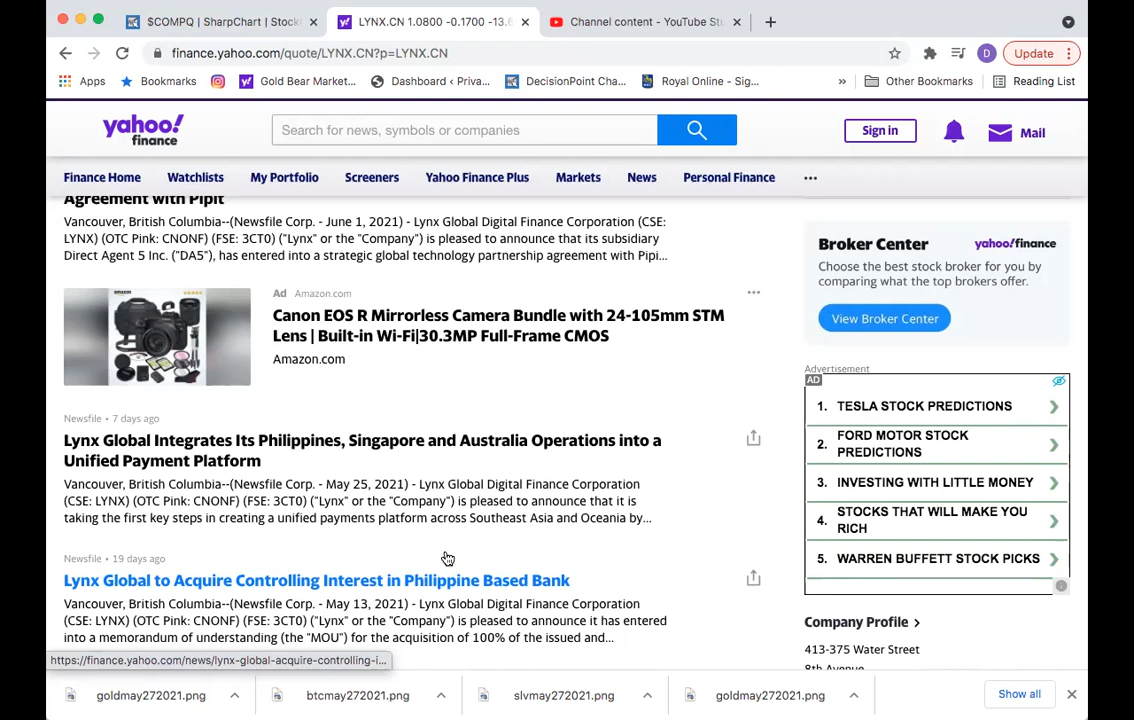 $COMPQ | SharpChart | StockC
LYNX.CN 1.0800 -0.1700 -13.6
Channel content - YouTube Stu
finance.yahoo.com/quote/LYNX.CN?p=LYNX.CN
D
Update
Apps
Bookmarks
Gold Bear Market...
Dashboard ‹ Priva...
DecisionPoint Cha...
Royal Online - Sig...
»
Other Bookmarks
Reading List
yahoo!
finance
Search for news, symbols or companies
Sign in
Mail
Finance Home
Watchlists
My Portfolio
Screeners
Yahoo Finance Plus
Markets
News
Personal Finance
Agreement with Pipit
Vancouver, British Columbia--(Newsfile Corp. - June 1, 2021) - Lynx Global Digital Finance Corporation (CSE:
LYNX) (OTC Pink: CNONF) (FSE: 3CT0) ("Lynx" or the "Company") is pleased to announce that its subsidiary
Direct Agent 5 Inc. ("DA5"), has entered into a strategic global technology partnership agreement with Pipi...
Ad Amazon.com
Canon EOS R Mirrorless Camera Bundle with 24-105mm STM
Lens | Built-in Wi-Fi|30.3MP Full-Frame CMOS
Amazon.com
Newsfile • 7 days ago
Lynx Global Integrates Its Philippines, Singapore and Australia Operations into a
Unified Payment Platform
Vancouver, British Columbia--(Newsfile Corp. - May 25, 2021) - Lynx Global Digital Finance Corporation
(CSE: LYNX) (OTC Pink: CNONF) (FSE: 3CT0) ("Lynx" or the "Company") is pleased to announce that it is
taking the first key steps in creating a unified payments platform across Southeast Asia and Oceania by...
Newsfile • 19 days ago
Lynx Global to Acquire Controlling Interest in Philippine Based Bank
Vancouver, British Columbia--(Newsfile Corp. - May 13, 2021) - Lynx Global Digital Finance Corporation
(CSE: LYNX) (OTC Pink: CNONF) (FSE: 3CT0) ("Lynx" or the "Company") is pleased to announce it has entered
into a memorandum of understanding (the "MOU") for the acquisition of 100% of the issued and...
Broker Center
yahoo!finance
Choose the best stock broker for you by
comparing what the top brokers offer.
View Broker Center
Advertisement
AD
1. TESLA STOCK PREDICTIONS
2. FORD MOTOR STOCK
PREDICTIONS
3. INVESTING WITH LITTLE MONEY
4. STOCKS THAT WILL MAKE YOU
RICH
5. WARREN BUFFETT STOCK PICKS
Company Profile
413-375 Water Street
8th Avenue
https://finance.yahoo.com/news/lynx-global-acquire-controlling-i...
goldmay272021.png
btcmay272021.png
slvmay272021.png
goldmay272021.png
Show all